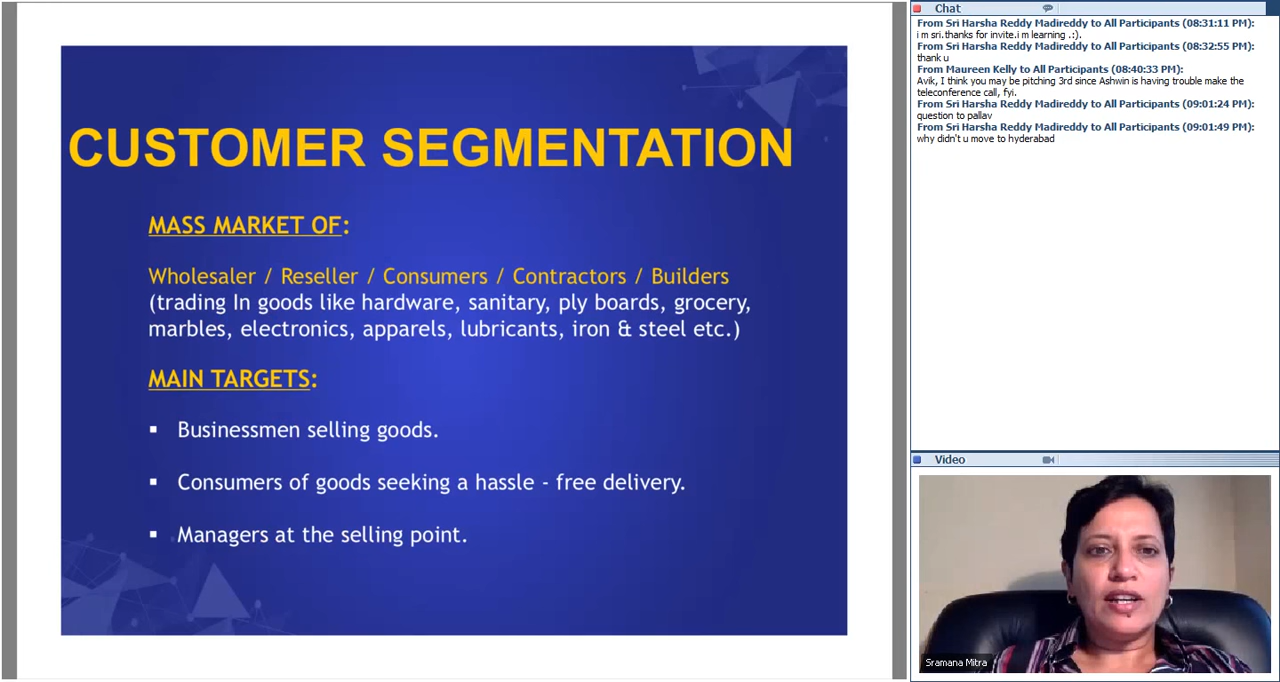 CUSTOMER SEGMENTATION
MASS MARKET OF:
Wholesaler / Reseller / Consumers / Contractors / Builders
(trading In goods like hardware, sanitary, ply boards, grocery,
marbles, electronics, apparels, lubricants, iron & steel etc.)
MAIN TARGETS:
▪ Businessmen selling goods.
▪ Consumers of goods seeking a hassle - free delivery.
▪ Managers at the selling point.
Chat
From Sri Harsha Reddy Madireddy to All Participants (08:31:11 PM):
i m sri.thanks for invite.i m learning .:).
From Sri Harsha Reddy Madireddy to All Participants (08:32:55 PM):
thank u
From Maureen Kelly to All Participants (08:40:33 PM):
Avik, I think you may be pitching 3rd since Ashwin is having trouble make the
teleconference call, fyi.
From Sri Harsha Reddy Madireddy to All Participants (09:01:24 PM):
question to pallav
From Sri Harsha Reddy Madireddy to All Participants (09:01:49 PM):
why didn't u move to hyderabad
Video
Sramana Mitra